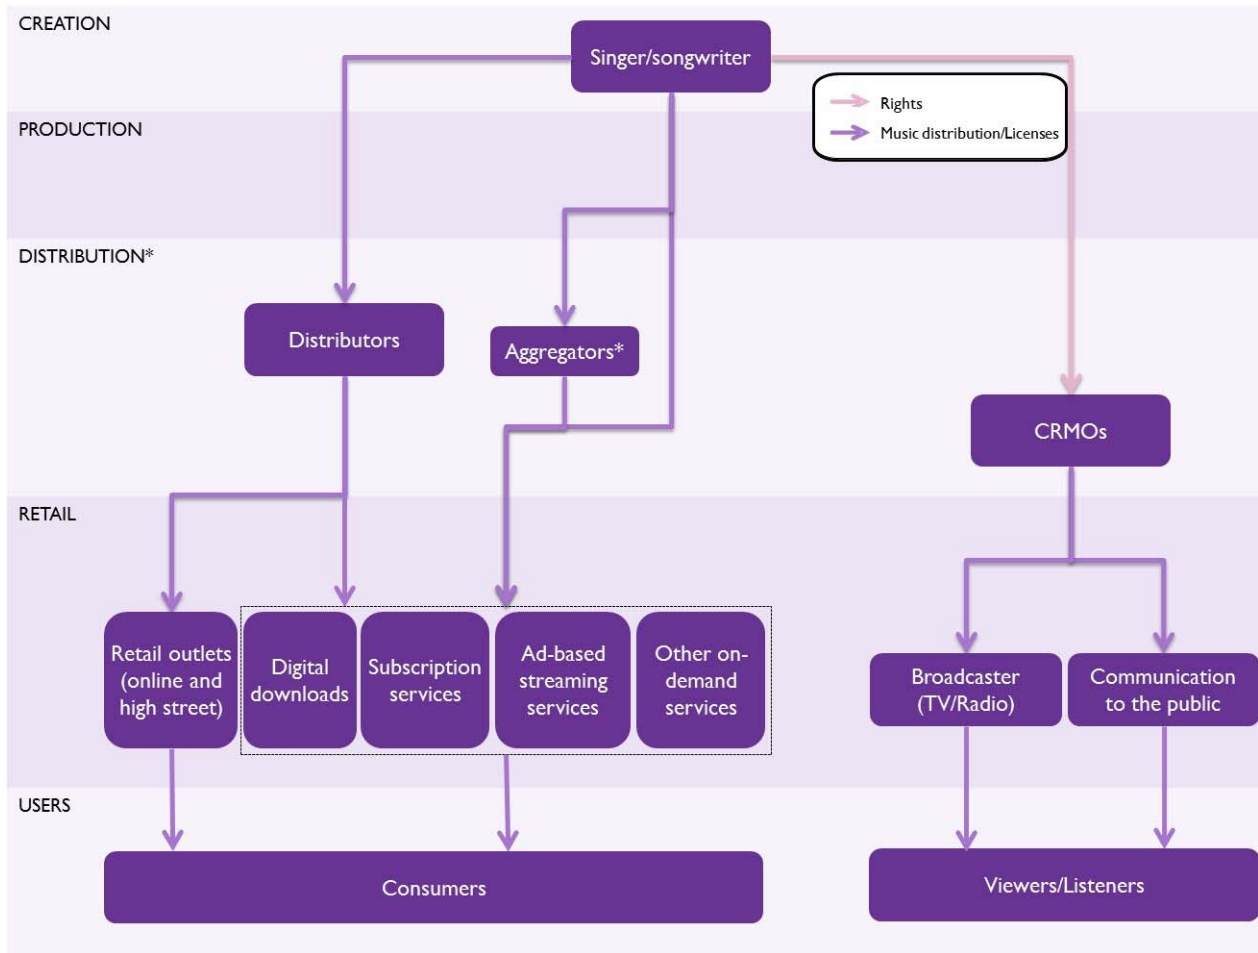 CREATION
Singer/songwriter
Rights
Music distribution/Licenses
PRODUCTION
DISTRIBUTION*
Distributors
Aggregators*
CRMOs
RETAIL
Retail outlets
(online and
high street)
Digital
downloads
Subscription
services
Ad-based
streaming
services
Other on-
demand
services
Broadcaster
(TV/Radio)
Communication
to the public
USERS
Consumers
Viewers/Listeners